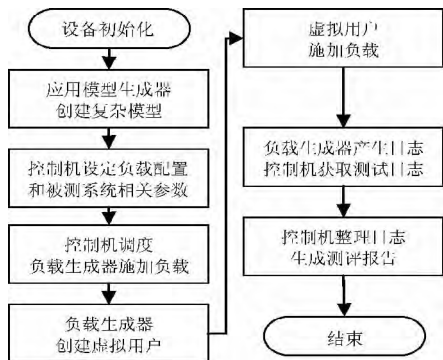 设备初始化
应用模型生成器
创建复杂模型
控制机设定负载配置
和被测系统相关参数
控制机调度
负载生成器施加负载
负载生成器
创建虚拟用户
虚拟用户
施加负载
负载生成器产生日志
控制机获取测试日志
控制机整理日志
生成测评报告
结束